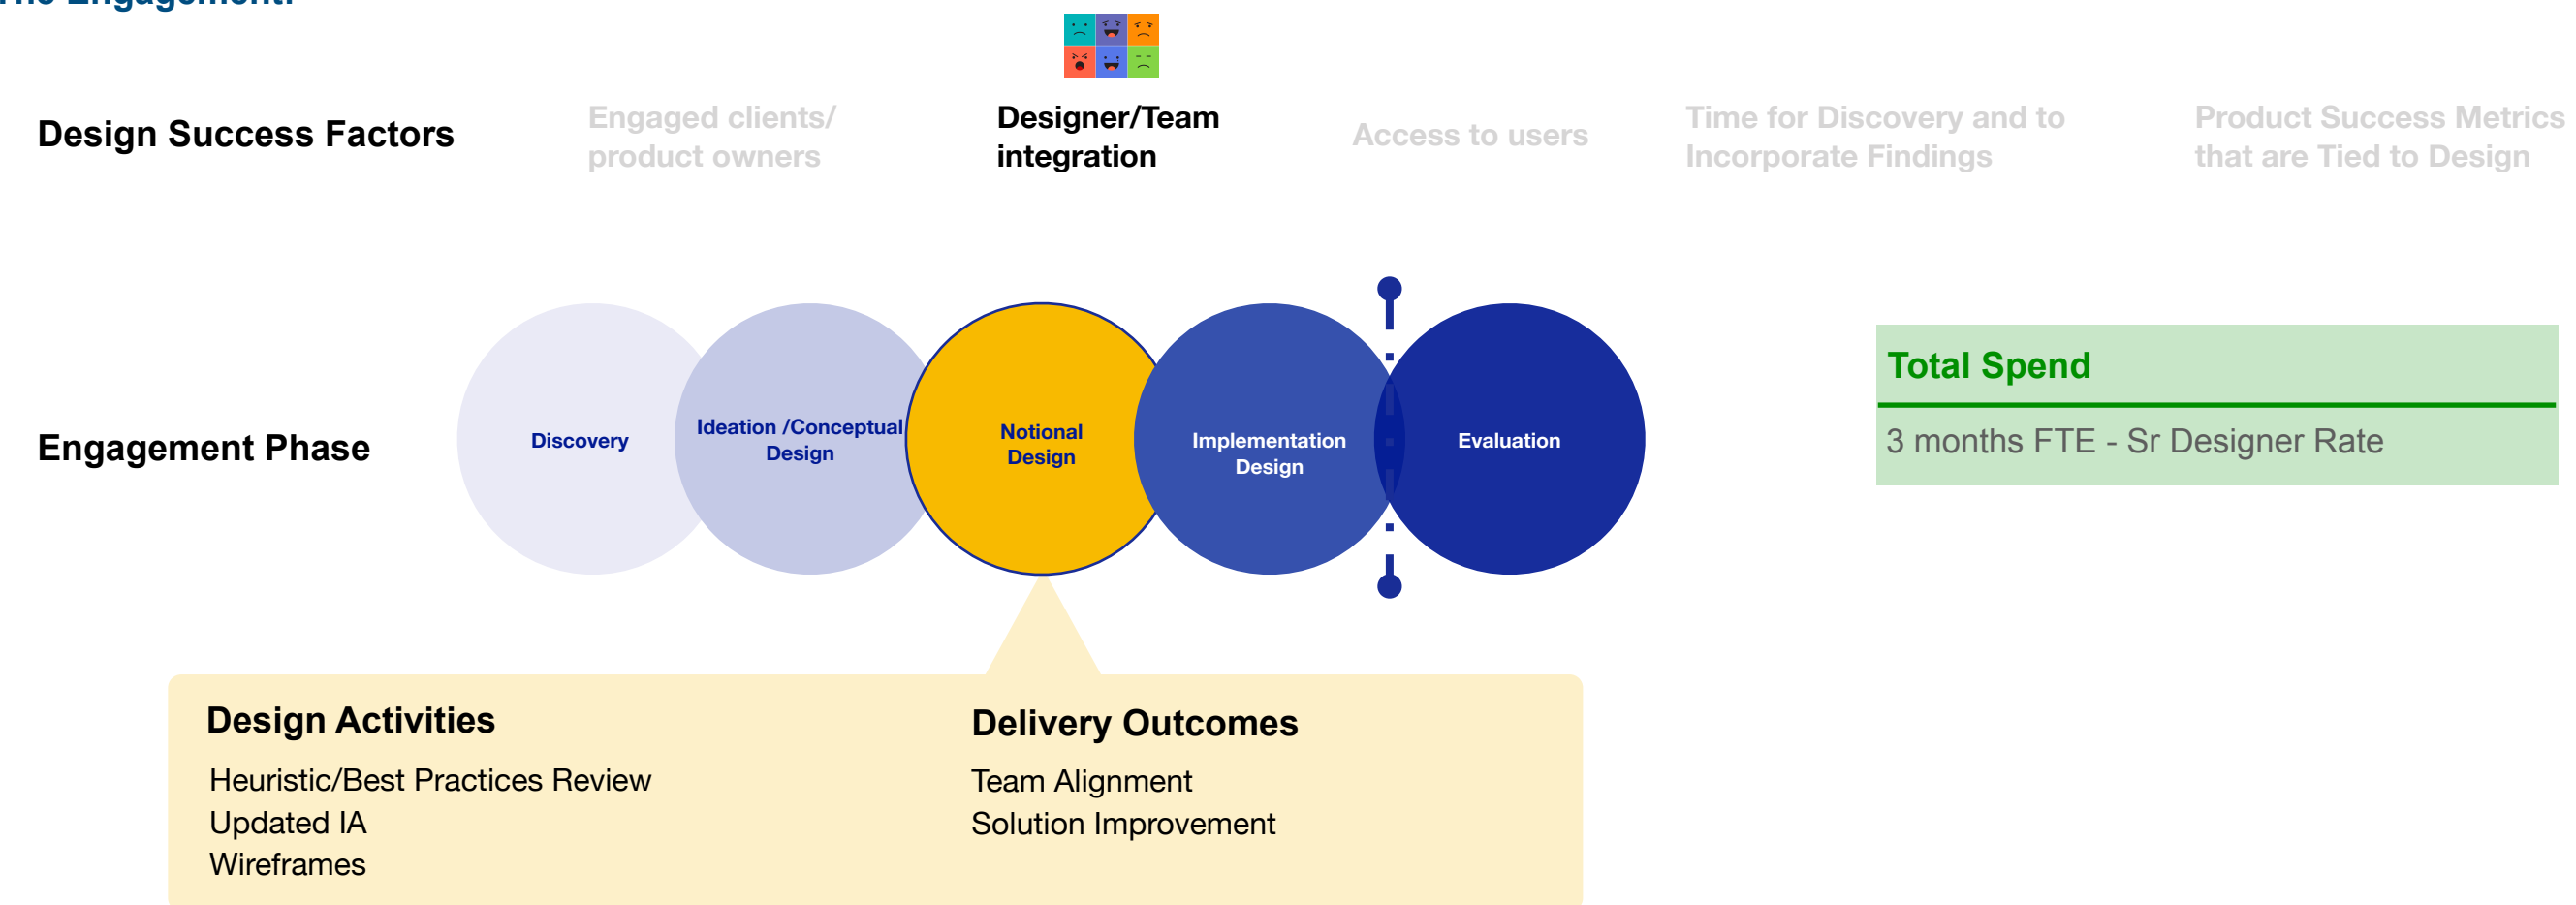 The Engagement:
Design Success Factors
Engaged clients/
product owners
Designer/Team
integration
Access to users
Time for Discovery and to
Incorporate Findings
Product Success Metrics
that are Tied to Design
Engagement Phase
Discovery
Ideation /Conceptual
Design
Notional
Design
Implementation
Design
Evaluation
Total Spend
3 months FTE - Sr Designer Rate
Design Activities
Heuristic/Best Practices Review
Updated IA
Wireframes
Delivery Outcomes
Team Alignment
Solution Improvement